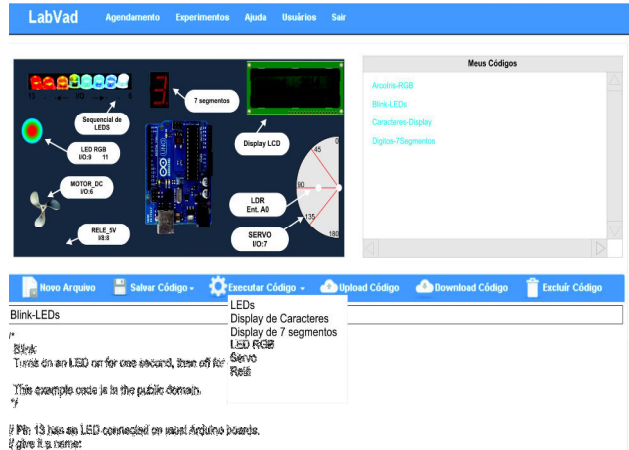 LabVad
Agendamento Experimentos Ajuda Usuários Sair
7 segmentos
Sequencial de
LEDS
LED RGB
I/O:9 11
MOTOR_DC
I/O:6
RELE_5V
I/8:8
Display LCD
LDR
Ent. A0
SERVO
I/O:7
0
45
90
135
180
Meus Códigos
Arcoiris-RGB
Blink-LEDs
Caracteres-Display
Digitos-7Segmentos
Novo Arquivo Salvar Código Executar Código Upload Código Download Código Excluír Código
LEDs
Display de Caracteres
Display de 7 segmentos
LED RGB
Servo
Relé
Blink-LEDs
/*
Blink
Turns on an LED on for one second, then off for
This example code is in the public domain.
*/
// Pin 13 has an LED connected on most Arduino boards.
// give it a name: